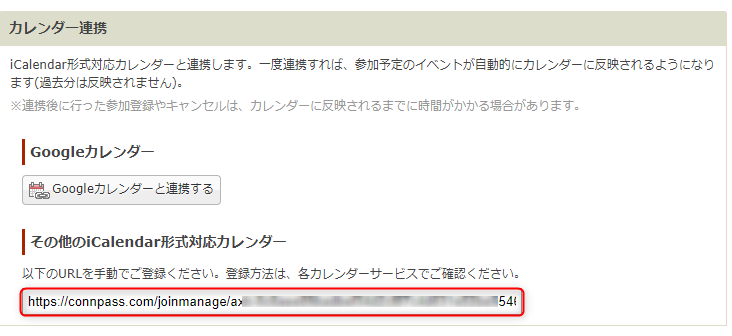 カレンダー連携
iCalendar形式対応カレンダーと連携します。一度連携すれば、参加予定のイベントが自動的にカレンダーに反映されるようになりま
す(過去分は反映されません)。
※連携後に行った参加登録やキャンセルは、カレンダーに反映されるまでに時間がかかる場合があります。
Googleカレンダー
Googleカレンダーと連携する
その他のiCalendar形式対応カレンダー
以下のURLを手動でご登録ください。登録方法は、各カレンダーサービスでご確認ください。
https://connpass.com/joinmanage/ax